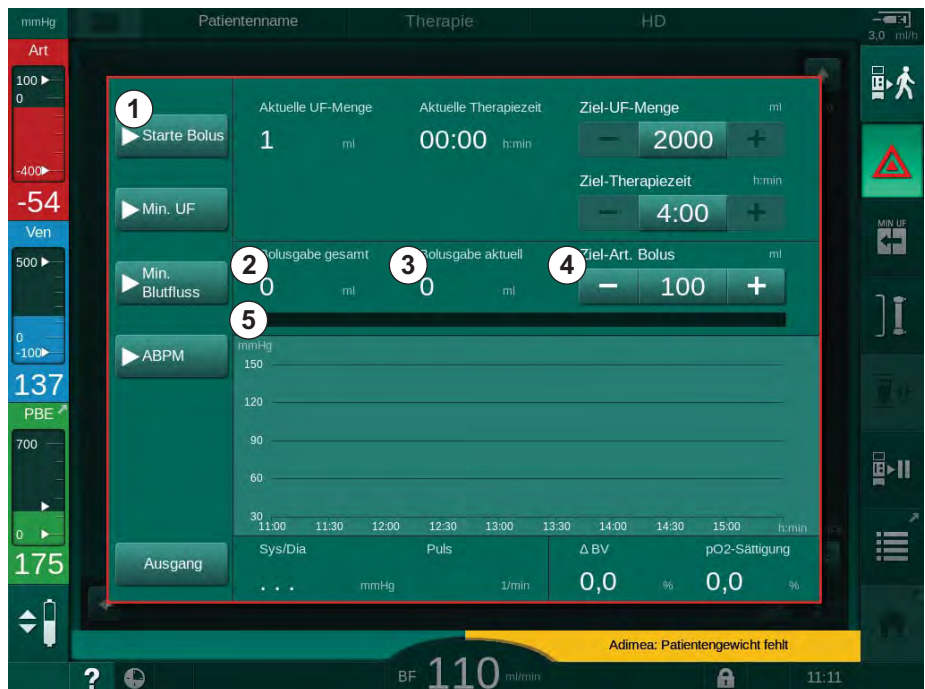 mmHg
Patientenname
Therapie
HD
3,0 ml/h
Art
100
0
-400
-54
Ven
500
0
-100
137
PBE
700
0
175
1
Starte Bolus
Min. UF
Min.
Blutfluss
ABPM
Ausgang
Aktuelle UF-Menge
1 ml
Aktuelle Therapiezeit
00:00 h:min
Ziel-UF-Menge ml
− 2000 +
Ziel-Therapiezeit h:min
− 4:00 +
2
Bolusgabe gesamt
0 ml
3
Bolusgabe aktuell
0 ml
4
Ziel-Art. Bolus ml
− 100 +
5
mmHg
150
120
90
60
30
11:00 11:30 12:00 12:30 13:00 13:30 14:00 14:30 15:00 h:min
Sys/Dia
. . . mmHg
Puls
1/min
Δ BV
0,0 %
pO2-Sättigung
0,0 %
MIN UF
Adimea: Patientengewicht fehlt
?
BF 110 ml/min
11:11